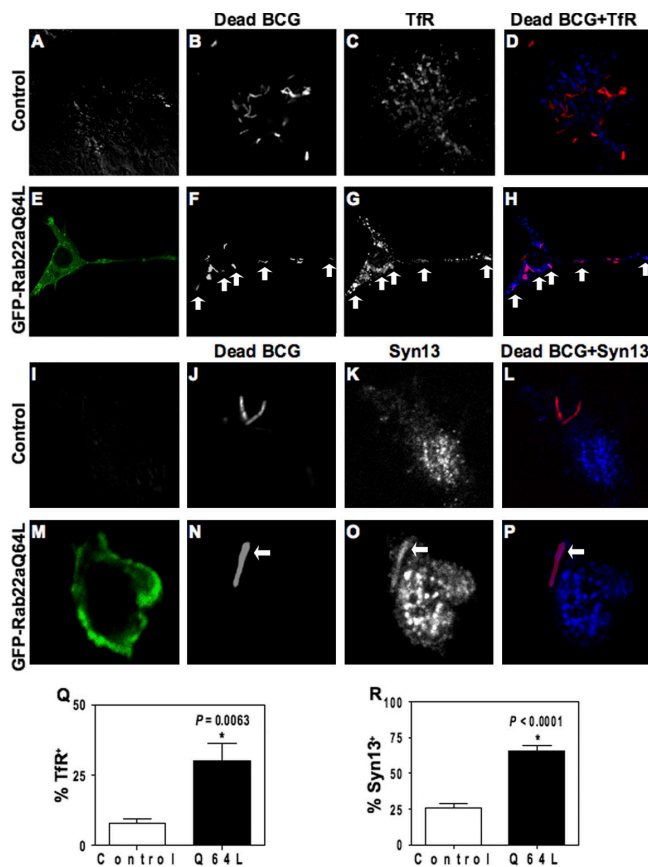 Dead BCG TfR Dead BCG+TfR
Control
A B C D
GFP-Rab22aQ64L
E F G H
Dead BCG Syn13 Dead BCG+Syn13
Control
I J K L
GFP-Rab22aQ64L
M N O P
Q
% TfR+
50
25
0
P = 0.0063
*
Control Q64L
R
% Syn13+
100
75
50
25
0
P < 0.0001
*
Control Q64L